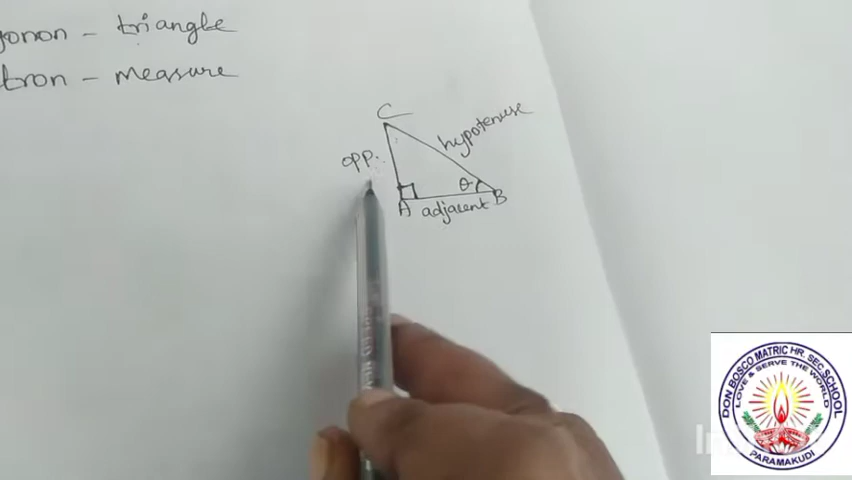 gonon - triangle
tron - measure
C
hypotenuse
opp.
θ
A adjacent B
DON BOSCO MATRIC HR. SEC. SCHOOL
LOVE & SERVE THE WORLD
PARAMAKUDI